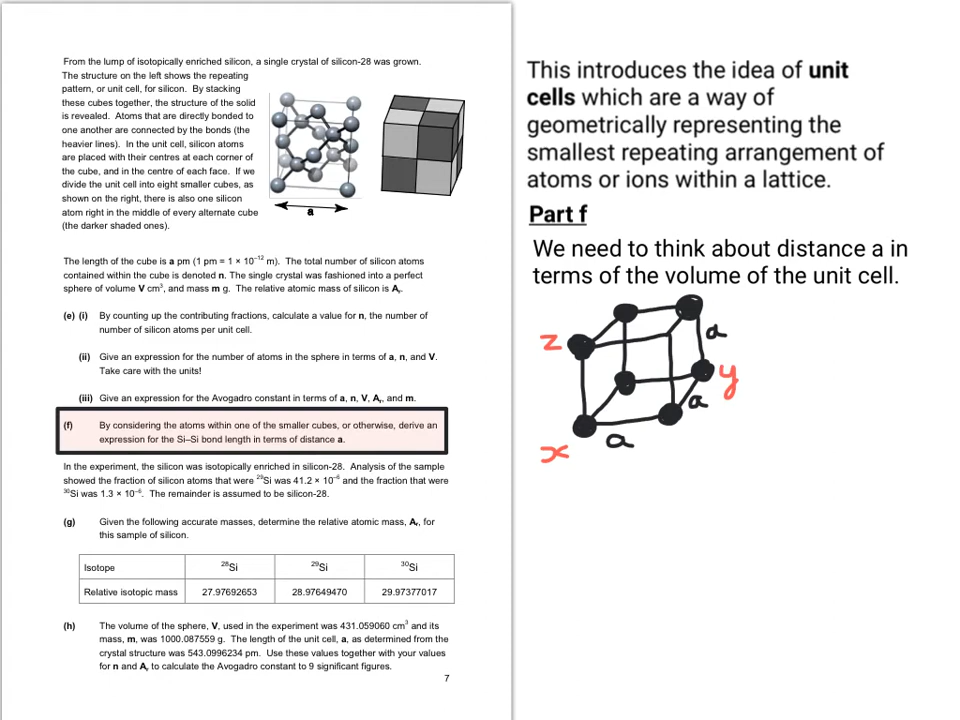 From the lump of isotopically enriched silicon, a single crystal of silicon-28 was grown.
The structure on the left shows the repeating
pattern, or unit cell, for silicon. By stacking
these cubes together, the structure of the solid
is revealed. Atoms that are directly bonded to
one another are connected by the bonds (the
heavier lines). In the unit cell, silicon atoms
are placed with their centres at each corner of
the cube, and in the centre of each face. If we
divide the unit cell into eight smaller cubes, as
shown on the right, there is also one silicon
atom right in the middle of every alternate cube
(the darker shaded ones).
a
The length of the cube is a pm (1 pm = 1 × 10⁻¹² m). The total number of silicon atoms
contained within the cube is denoted n. The single crystal was fashioned into a perfect
sphere of volume V cm³, and mass m g. The relative atomic mass of silicon is Aᵣ.
(e) (i) By counting up the contributing fractions, calculate a value for n, the number of
number of silicon atoms per unit cell.
(ii) Give an expression for the number of atoms in the sphere in terms of a, n, and V.
Take care with the units!
(iii) Give an expression for the Avogadro constant in terms of a, n, V, Aᵣ, and m.
(f) By considering the atoms within one of the smaller cubes, or otherwise, derive an
expression for the Si–Si bond length in terms of distance a.
In the experiment, the silicon was isotopically enriched in silicon-28. Analysis of the sample
showed the fraction of silicon atoms that were ²⁹Si was 41.2 × 10⁻⁶ and the fraction that were
³⁰Si was 1.3 × 10⁻⁶. The remainder is assumed to be silicon-28.
(g) Given the following accurate masses, determine the relative atomic mass, Aᵣ, for
this sample of silicon.
Isotope ²⁸Si ²⁹Si ³⁰Si
Relative isotopic mass 27.97692653 28.97649470 29.97377017
(h) The volume of the sphere, V, used in the experiment was 431.059060 cm³ and its
mass, m, was 1000.087559 g. The length of the unit cell, a, as determined from the
crystal structure was 543.0996234 pm. Use these values together with your values
for n and Aᵣ to calculate the Avogadro constant to 9 significant figures.
7
This introduces the idea of unit
cells which are a way of
geometrically representing the
smallest repeating arrangement of
atoms or ions within a lattice.
Part f
We need to think about distance a in
terms of the volume of the unit cell.
z
a
y
a
a
x